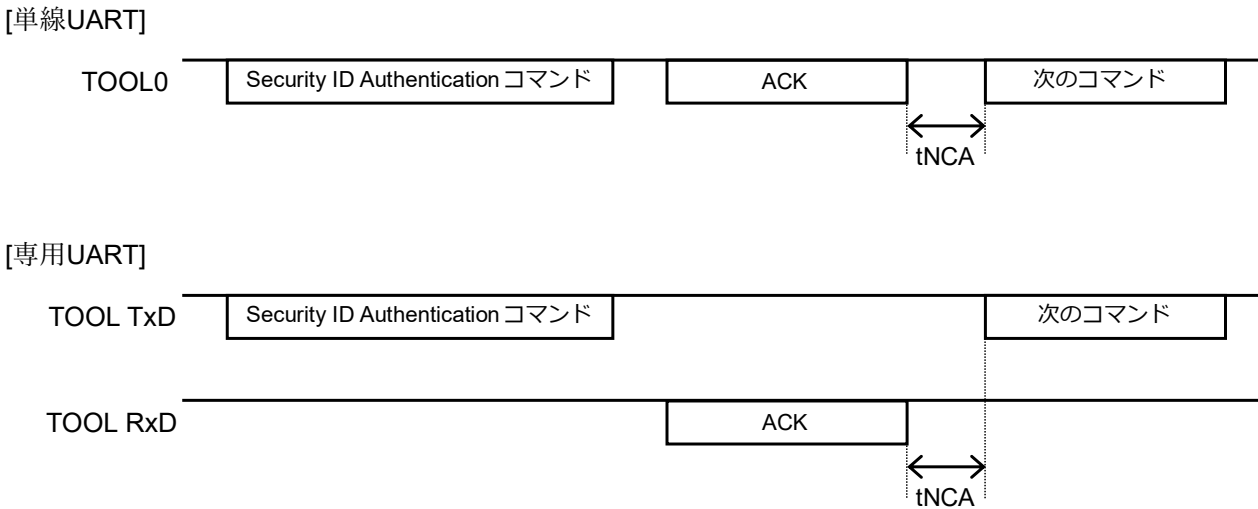 [単線UART]
TOOL0 Security ID Authentication コマンド ACK 次のコマンド
tNCA
[専用UART]
TOOL TxD Security ID Authentication コマンド 次のコマンド
TOOL RxD ACK
tNCA